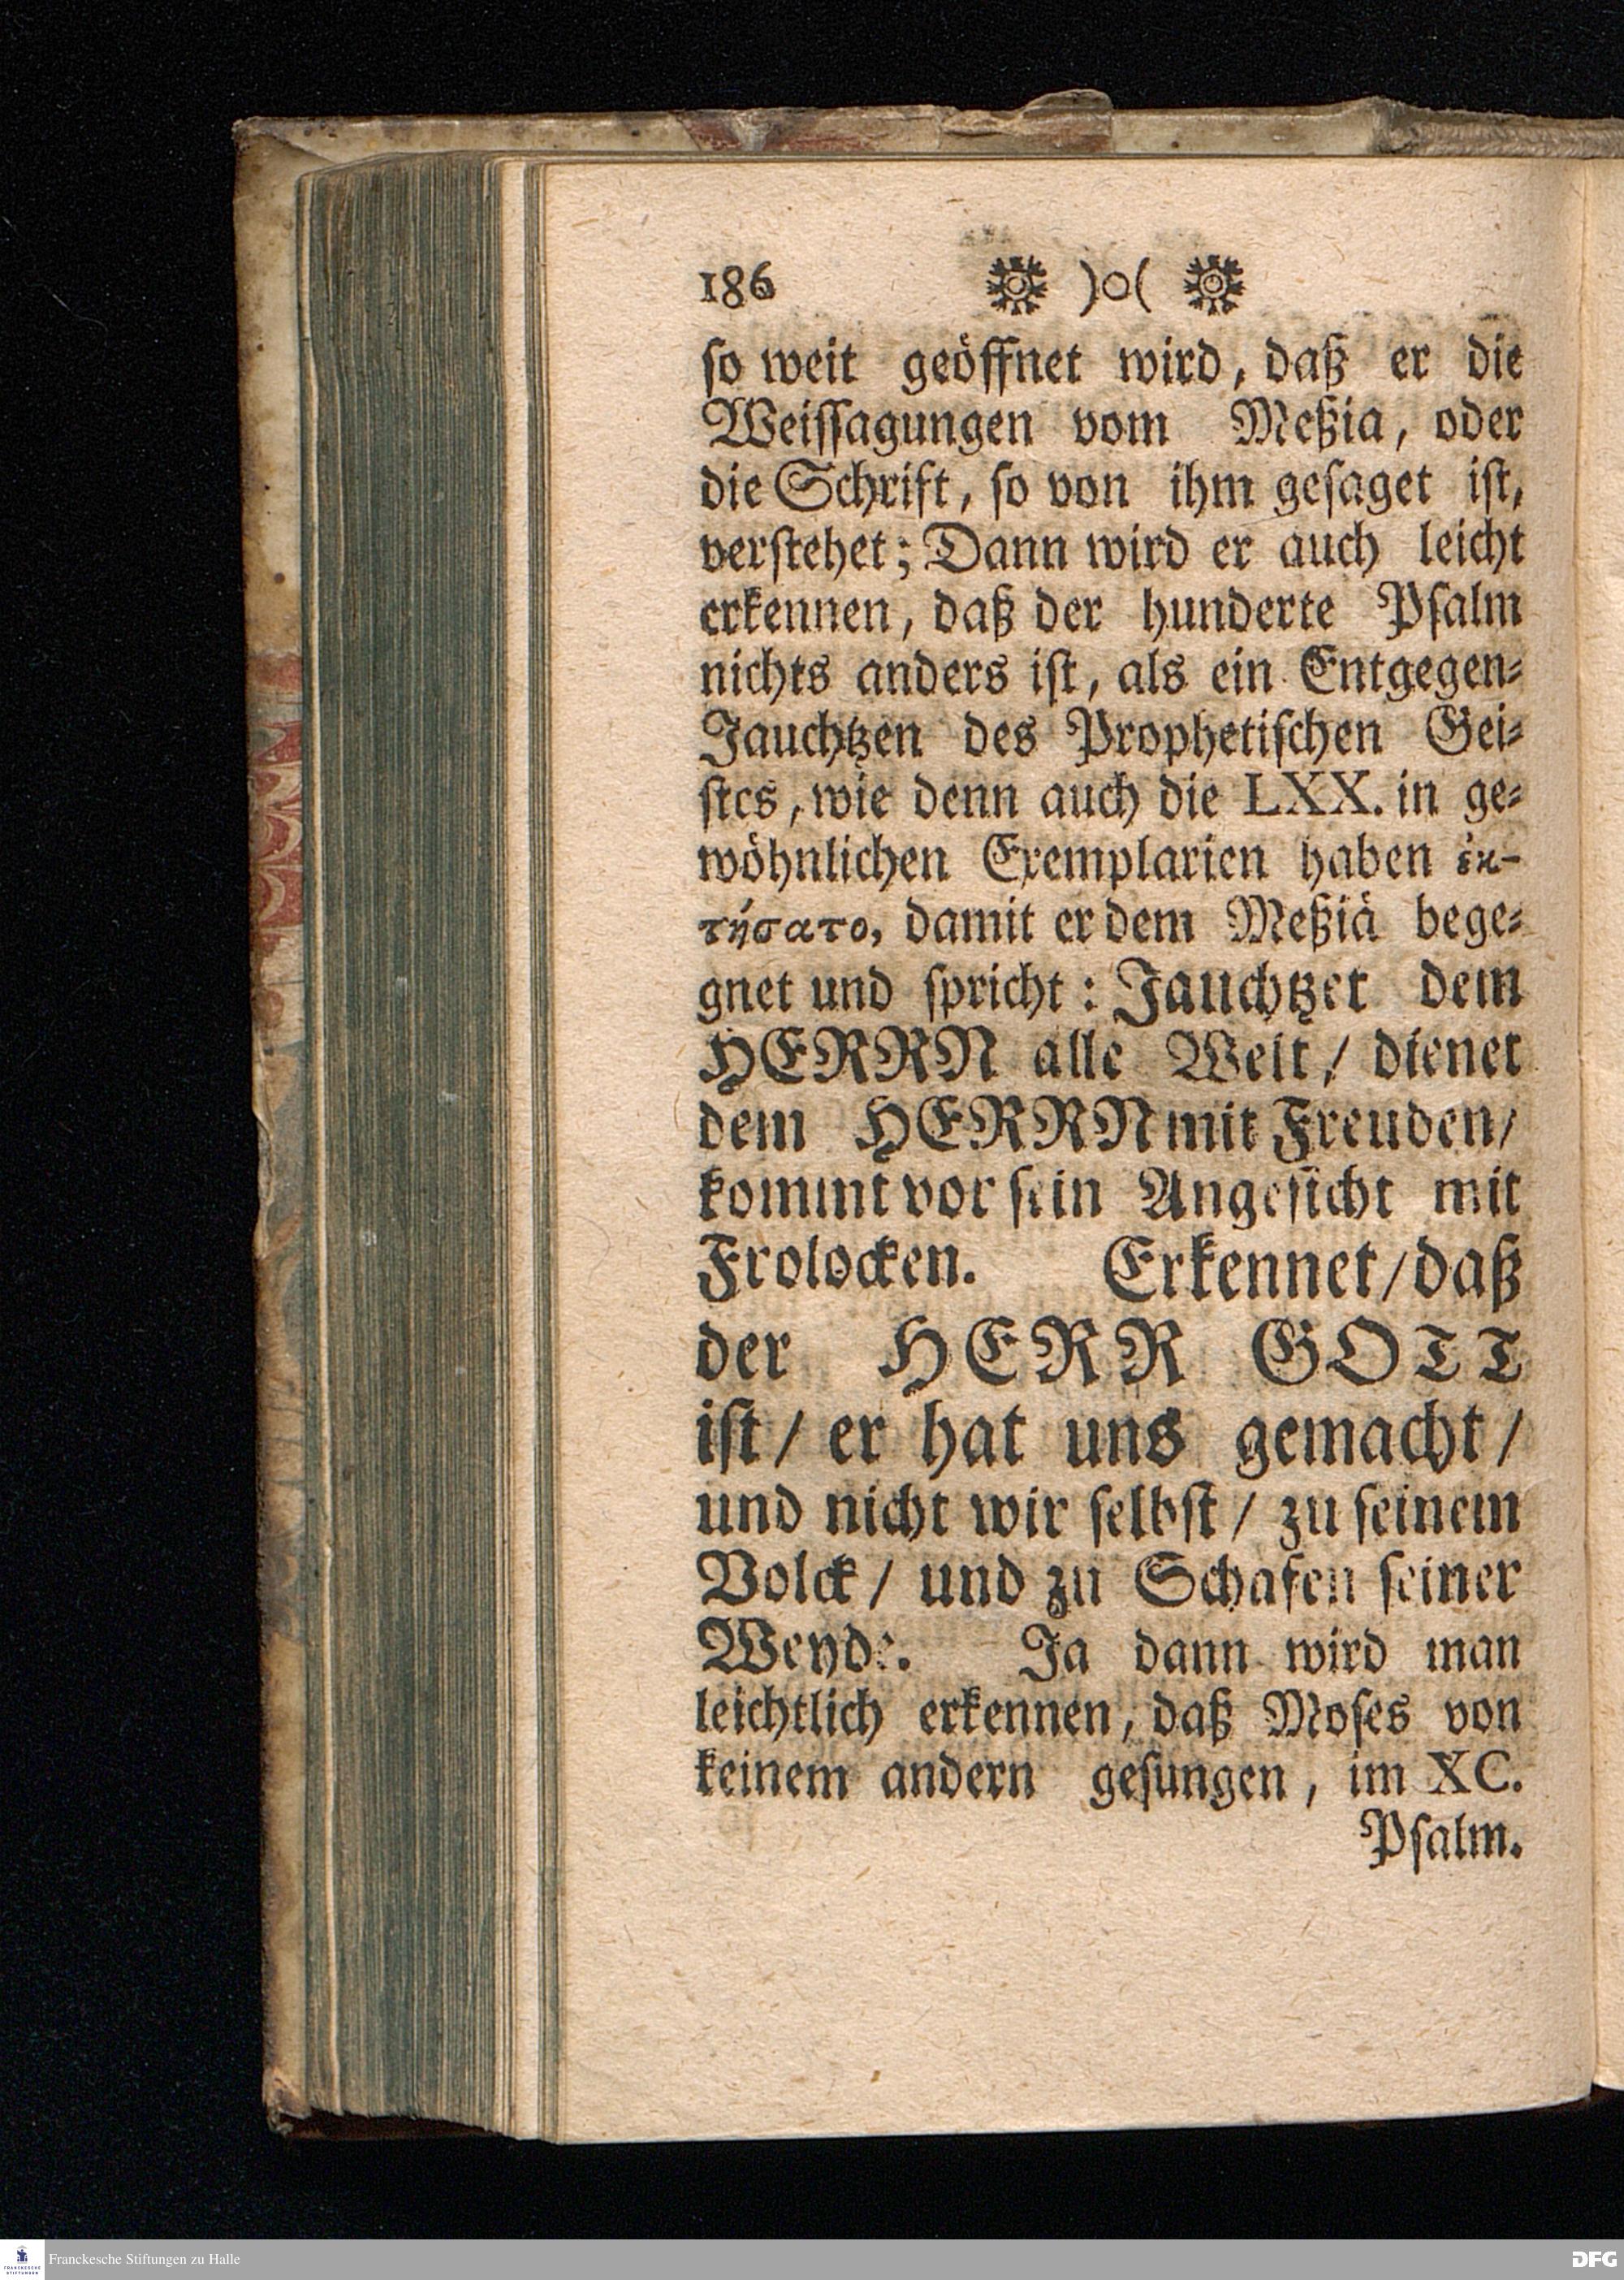 186 )o(
so weit geöffnet wird, daß er die
Weissagungen vom Meßia, oder
die Schrift, so von ihm gesaget ist,
verstehet; Dann wird er auch leicht
erkennen, daß der hunderte Psalm
nichts anders ist, als ein Entgegen-
Jauchtzen des Prophetischen Gei-
stes, wie denn auch die LXX. in ge-
wöhnlichen Exemplarien haben ἐκ-
τήσατο, damit er dem Meßiä bege-
gnet und spricht: Jauchtzet dem
HERRN alle Welt/ dienet
dem HERRN mit Freuden/
kommt vor sein Angesicht mit
Frolocken. Erkennet/ daß
der HERR GOTT
ist/ er hat uns gemacht/
und nicht wir selbst/ zu seinem
Volck/ und zu Schafen seiner
Weyde. Ja dann wird man
leichtlich erkennen, daß Moses von
keinem andern gesungen, im XC.
Psalm.
Franckesche Stiftungen zu Halle
DFG